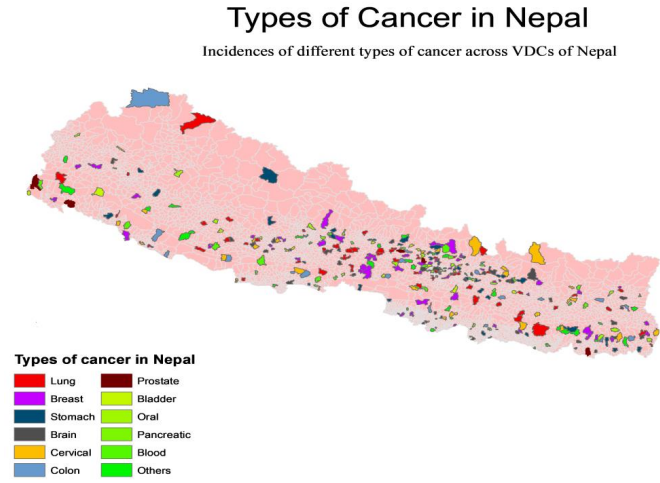 Types of Cancer in Nepal
Incidences of different types of cancer across VDCs of Nepal
Types of cancer in Nepal
Lung
Breast
Stomach
Brain
Cervical
Colon
Prostate
Bladder
Oral
Pancreatic
Blood
Others